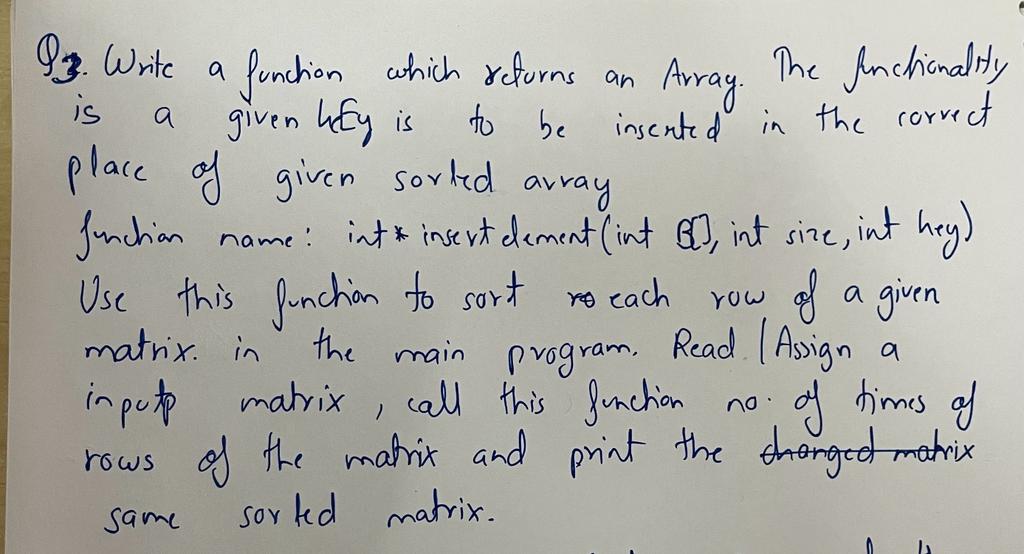 Q3. Write a function which returns an Array. The functionality
is a given kEy is to be inserted in the correct
place of given sorted array
function name: int* insert element (int B[], int size, int key)
Use this function to sort each row of a given
matrix. in the main program. Read / Assign a
input matrix, call this function no. of times of
rows of the matrix and print the changed matrix
same sorted matrix.